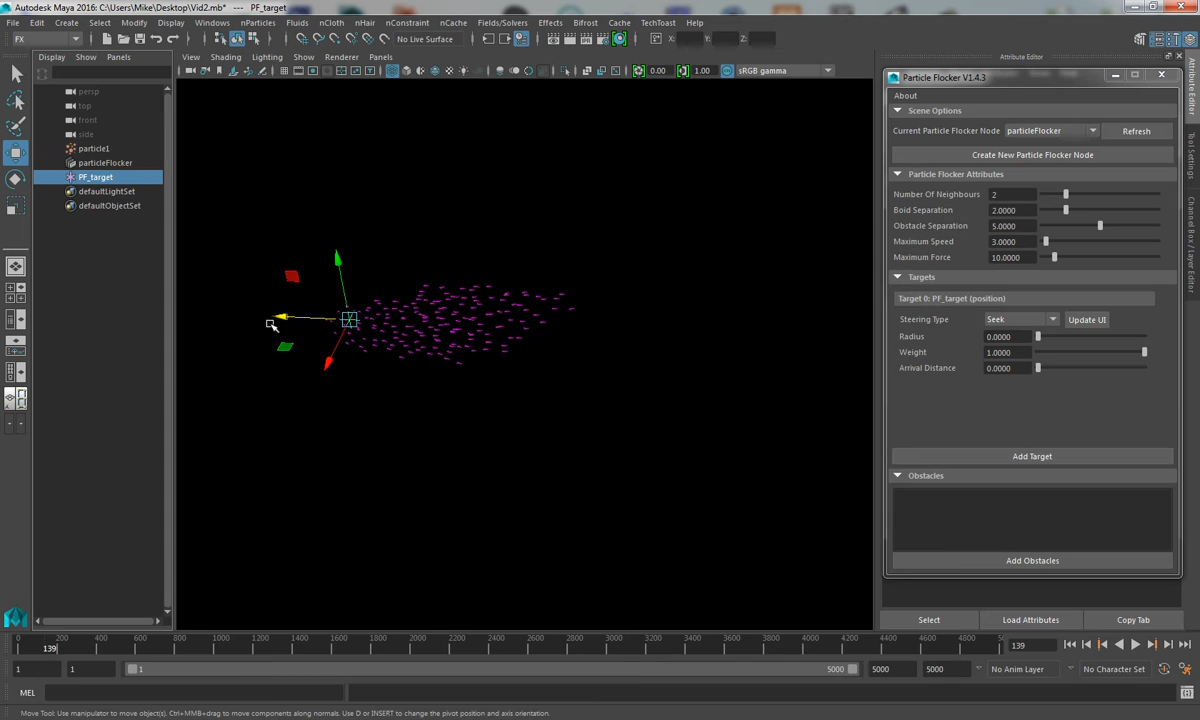 Autodesk Maya 2016: C:\Users\Mike\Desktop\Vid2.mb* --- PF_target
File Edit Create Select Modify Display Windows nParticles Fluids nCloth nHair nConstraint nCache Fields/Solvers Effects Bifrost Cache TechToast Help
FX No Live Surface X: Y: Z:
Display Show Panels
View Shading Lighting Show Renderer Panels
0.00 1.00 sRGB gamma
persp
top
front
side
particle1
particleFlocker
PF_target
defaultLightSet
defaultObjectSet
Attribute Editor
Particle Flocker V1.4.3
About
Scene Options
Current Particle Flocker Node particleFlocker Refresh
Create New Particle Flocker Node
Particle Flocker Attributes
Number Of Neighbours 2
Boid Separation 2.0000
Obstacle Separation 5.0000
Maximum Speed 3.0000
Maximum Force 10.0000
Targets
Target 0: PF_target (position)
Steering Type Seek Update UI
Radius 0.0000
Weight 1.0000
Arrival Distance 0.0000
Add Target
Obstacles
Add Obstacles
Select Load Attributes Copy Tab
Attribute Editor
Tool Settings
Channel Box / Layer Editor
0 200 400 600 800 1000 1200 1400 1600 1800 2000 2200 2400 2600 2800 3000 3200 3400 3600 3800 4000 4200 4400 4600 4800
139 139
1 1 1 5000 5000 5000 No Anim Layer No Character Set
MEL
Move Tool: Use manipulator to move object(s). Ctrl+MMB+drag to move components along normals. Use D or INSERT to change the pivot position and axis orientation.